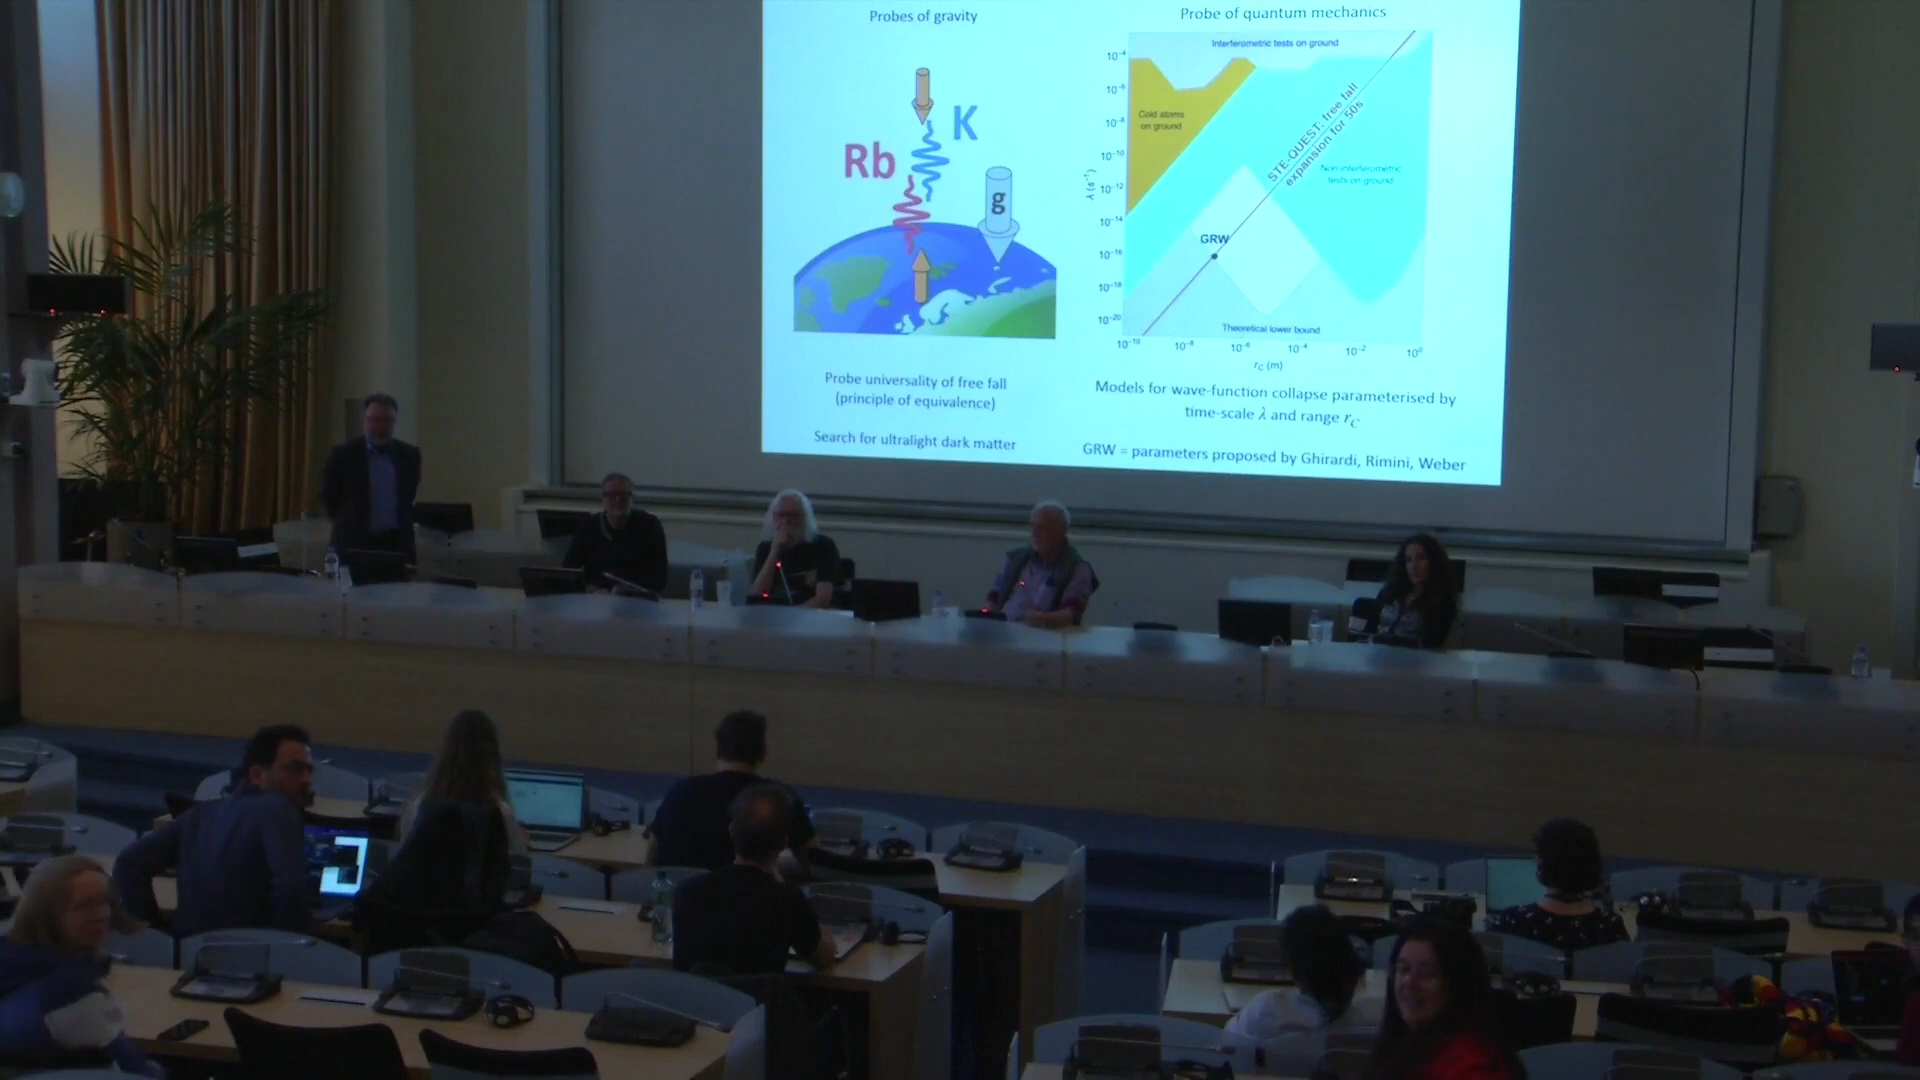 Probes of gravity
K
Rb
g
Probe universality of free fall
(principle of equivalence)
Search for ultralight dark matter
Probe of quantum mechanics
Interferometric tests on ground
Cold atoms
on ground
STE-QUEST: free fall
expansion for 50s
Non-interferometric
tests on ground
GRW
Theoretical lower bound
λ (s⁻¹)
10⁻⁴
10⁻⁶
10⁻⁸
10⁻¹⁰
10⁻¹²
10⁻¹⁴
10⁻¹⁶
10⁻¹⁸
10⁻²⁰
10⁻¹⁰ 10⁻⁸ 10⁻⁶ 10⁻⁴ 10⁻² 10⁰
r_C (m)
Models for wave-function collapse parameterised by
time-scale λ and range r_C
GRW = parameters proposed by Ghirardi, Rimini, Weber